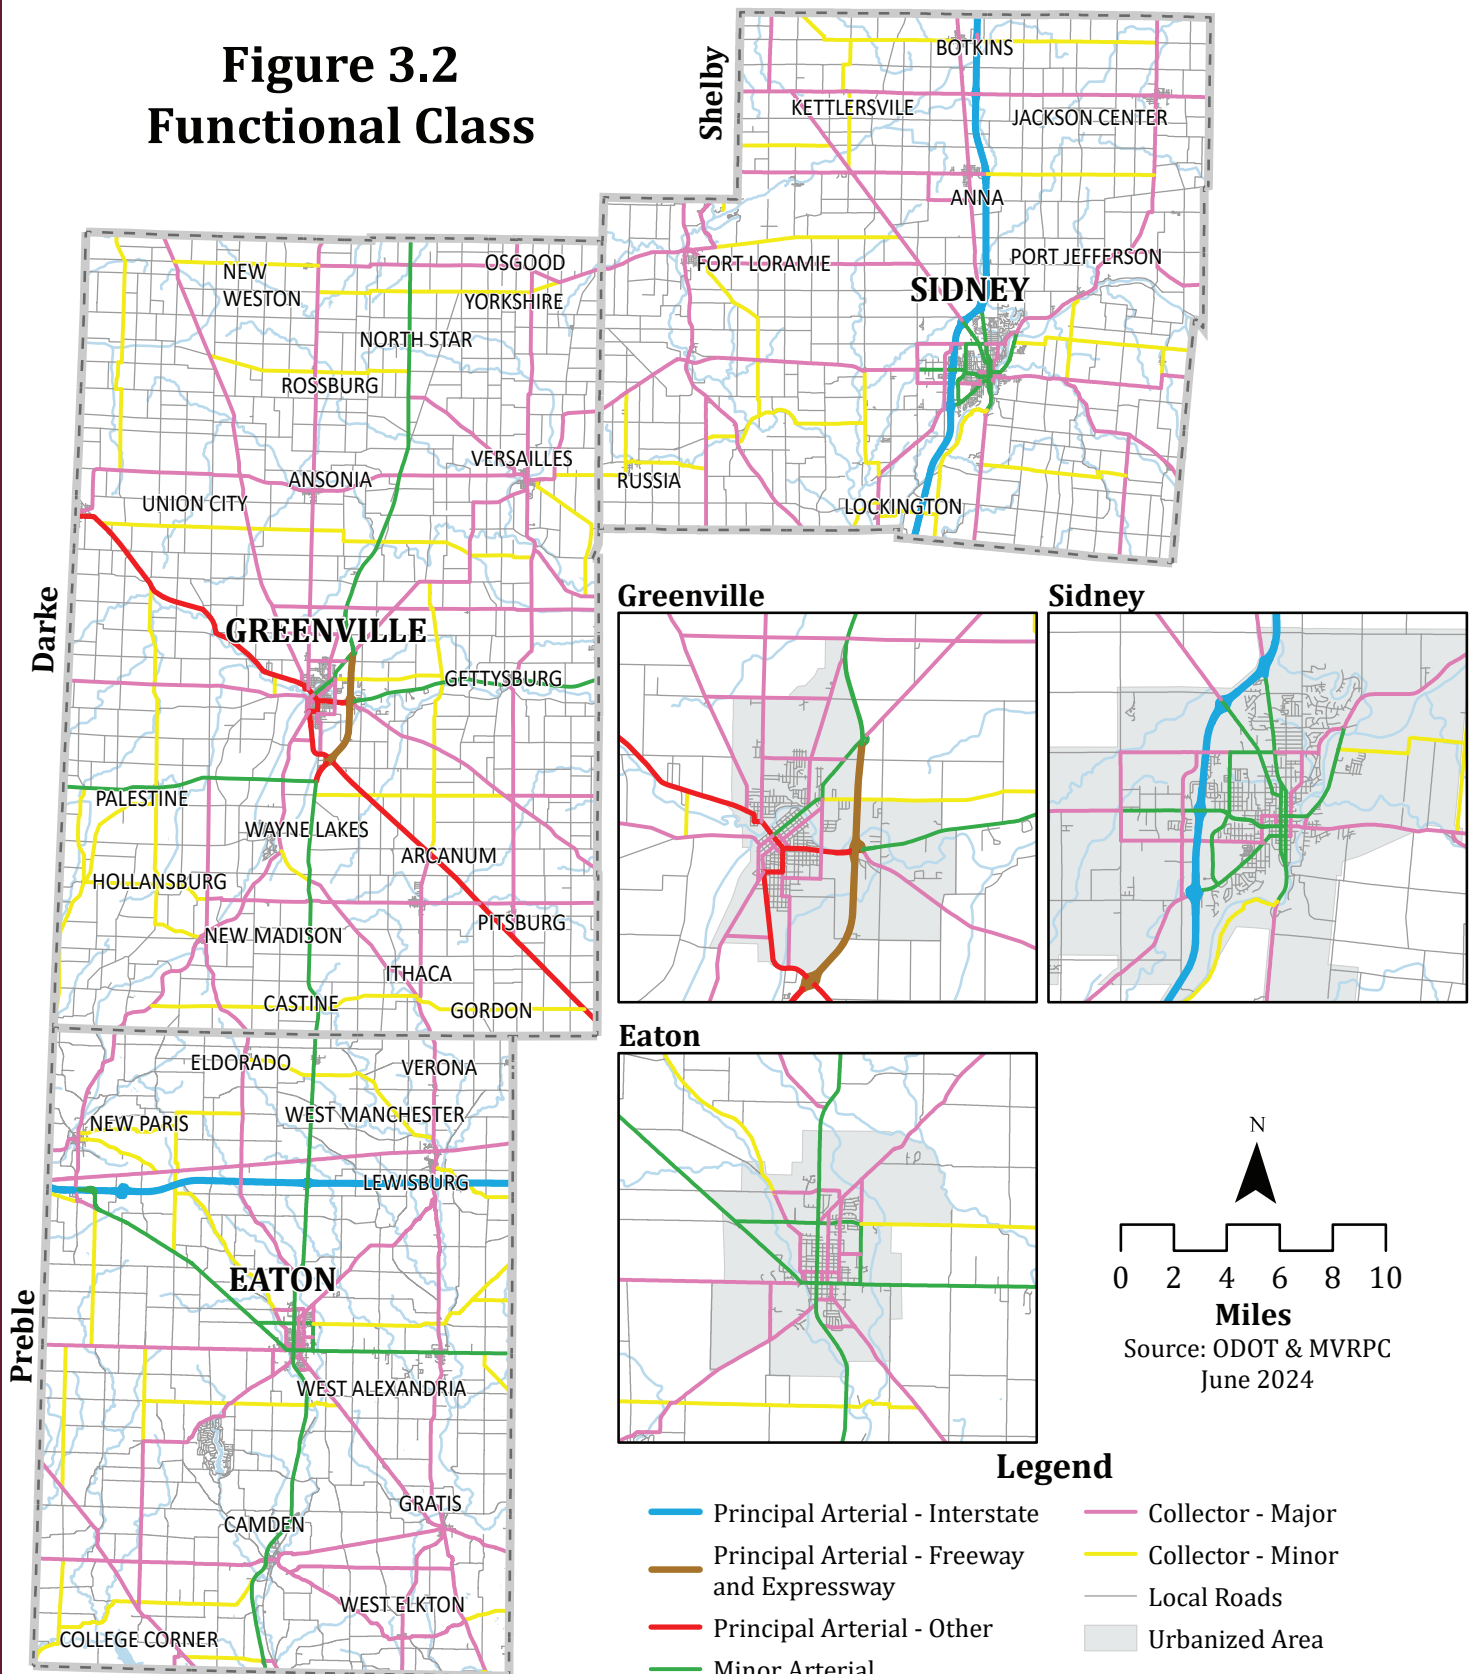 Figure 3.2
Functional Class
Shelby
BOTKINS
KETTLERSVILE
JACKSON CENTER
ANNA
PORT JEFFERSON
FORT LORAMIE
SIDNEY
RUSSIA
LOCKINGTON
Darke
NEW
WESTON
OSGOOD
YORKSHIRE
NORTH STAR
ROSSBURG
VERSAILLES
ANSONIA
UNION CITY
GREENVILLE
GETTYSBURG
PALESTINE
WAYNE LAKES
ARCANUM
HOLLANSBURG
PITSBURG
NEW MADISON
ITHACA
CASTINE
GORDON
Preble
ELDORADO
VERONA
WEST MANCHESTER
NEW PARIS
LEWISBURG
EATON
WEST ALEXANDRIA
GRATIS
CAMDEN
WEST ELKTON
COLLEGE CORNER
Greenville
Sidney
Eaton
N
0 2 4 6 8 10
Miles
Source: ODOT & MVRPC
June 2024
Legend
Principal Arterial - Interstate
Principal Arterial - Freeway
and Expressway
Principal Arterial - Other
Minor Arterial
Collector - Major
Collector - Minor
Local Roads
Urbanized Area